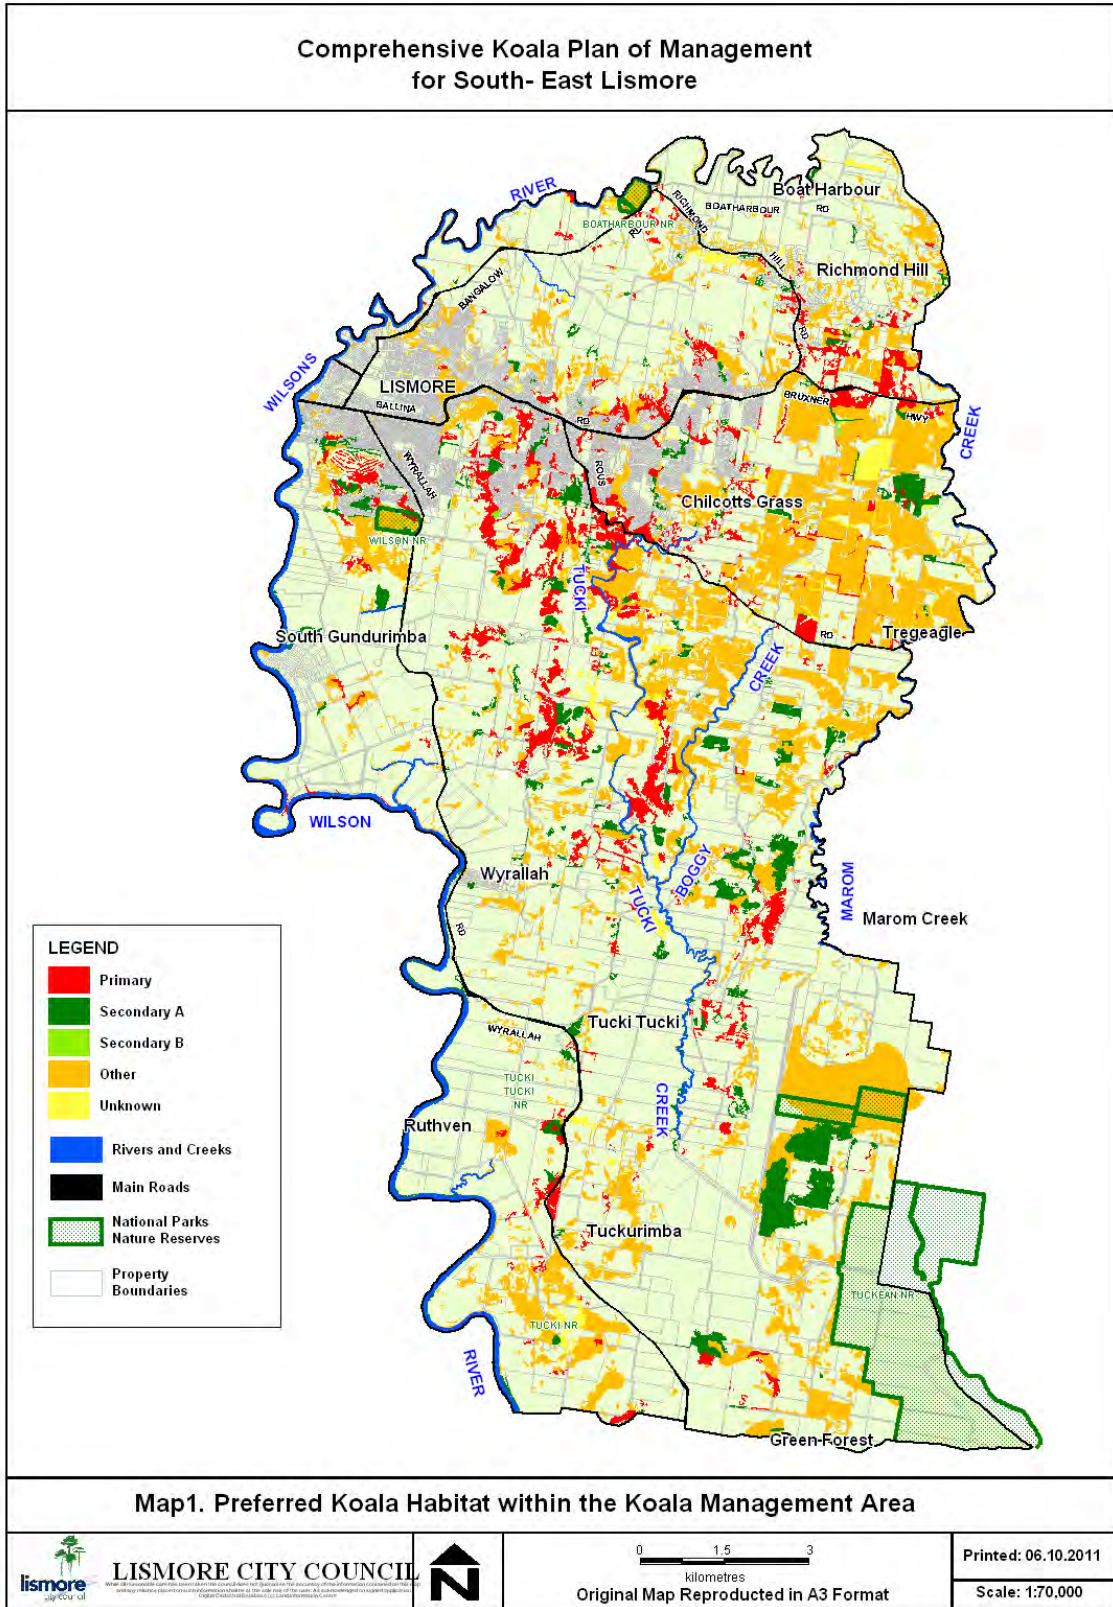 Comprehensive Koala Plan of Management
for South- East Lismore
RIVER
Boat Harbour
BOATHARBOUR
RD
RICHMOND
BOATHARBOUR NR
RD
HILL
Richmond Hill
BANGALOW
RD
WILSONS
LISMORE
BALLINA
RD
BRUXNER
HWY
CREEK
WYRALLAH
ROUS
Chilcotts Grass
WILSON NR
TUCKI
South Gundurimba
RD
Tregeagle
CREEK
WILSON
Wyrallah
BOGGY
TUCKI
MAROM
Marom Creek
RD
LEGEND
Primary
Secondary A
Secondary B
Other
Unknown
Rivers and Creeks
Main Roads
National Parks
Nature Reserves
Property
Boundaries
WYRALLAH
Tucki Tucki
TUCKI
TUCKI
NR
CREEK
Ruthven
Tuckurimba
TUCKEAN NR
TUCKI NR
RIVER
Green Forest
Map1. Preferred Koala Habitat within the Koala Management Area
lismore
city council
LISMORE CITY COUNCIL
N
0 1.5 3
kilometres
Original Map Reproduced in A3 Format
Printed: 06.10.2011
Scale: 1:70,000